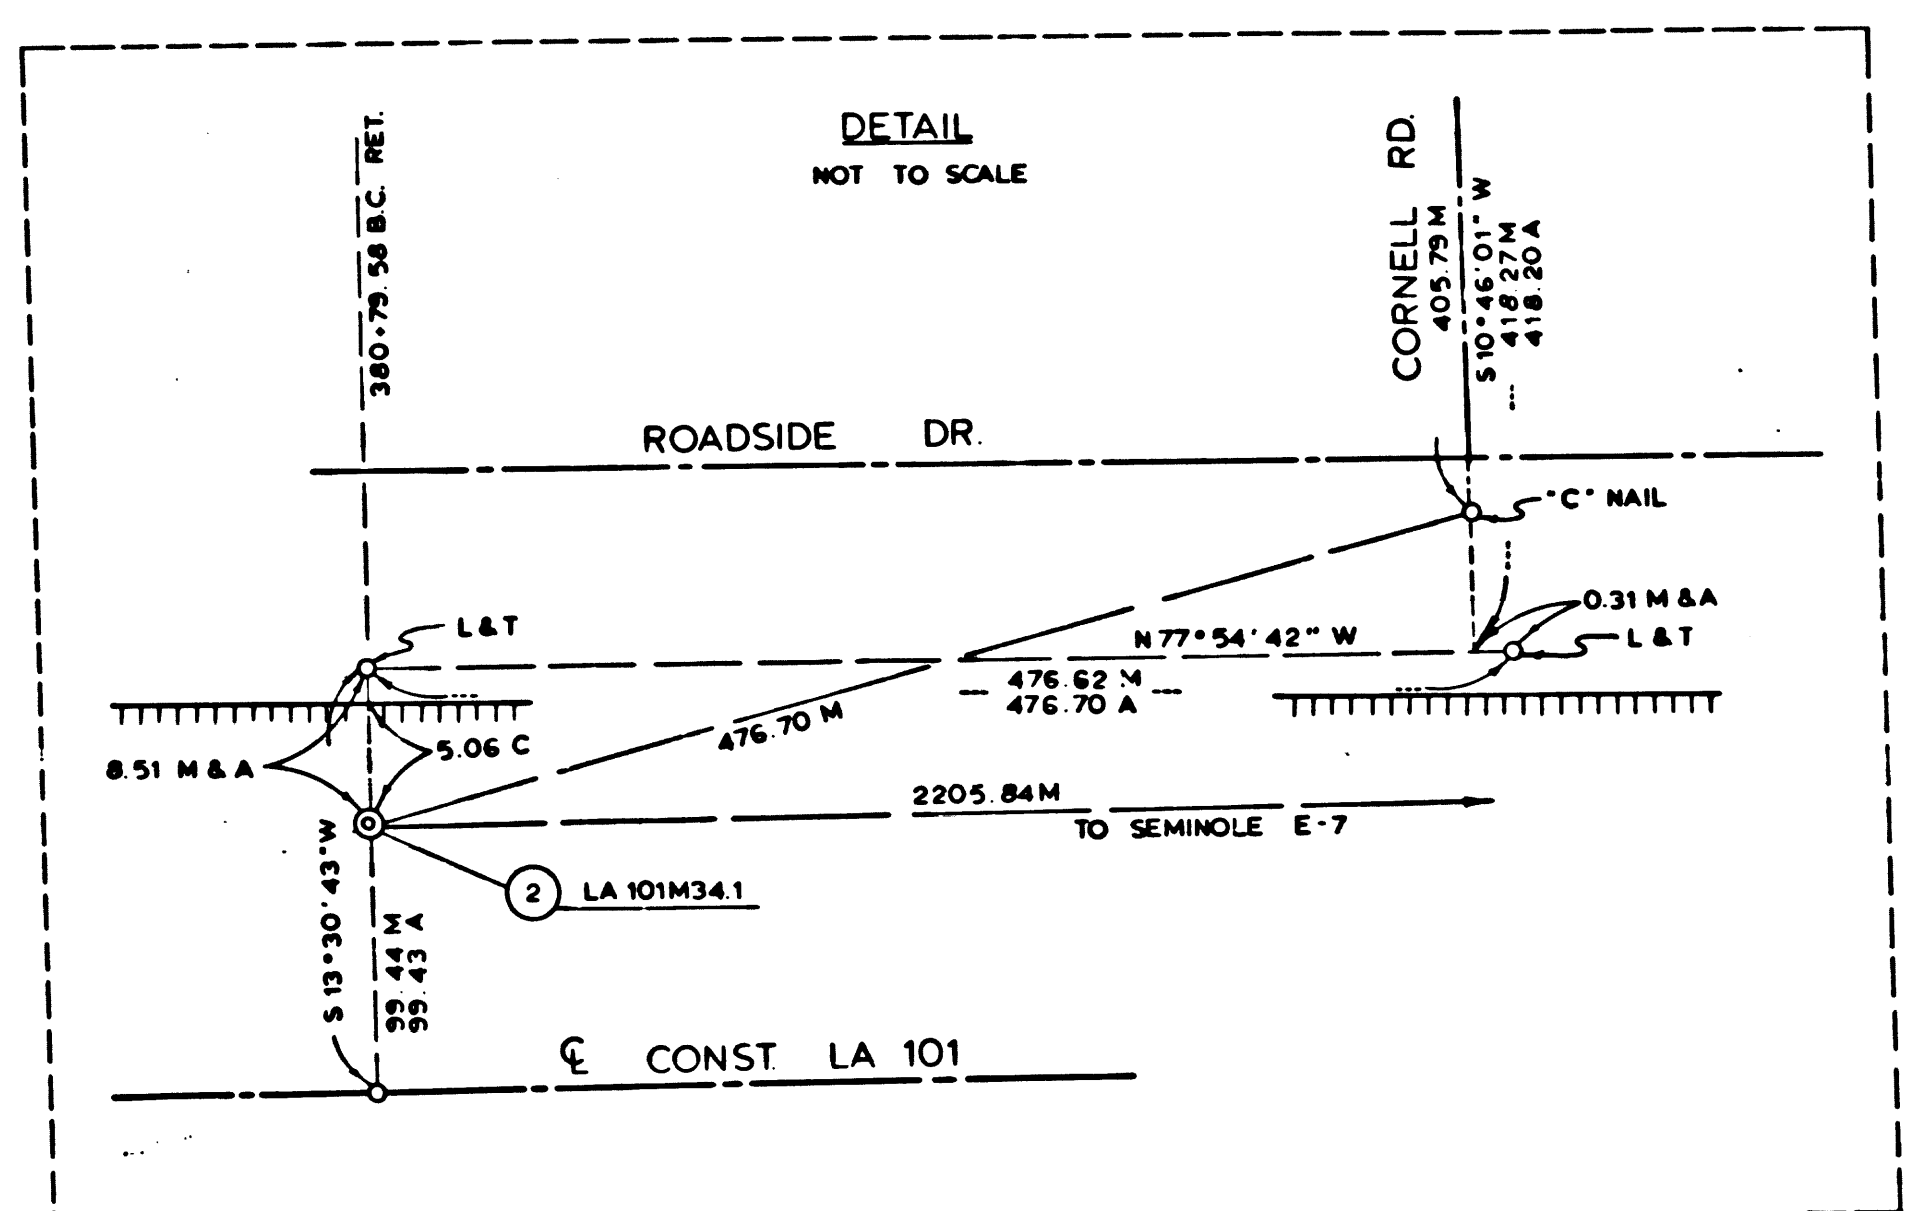 DETAIL
NOT TO SCALE
380+79.58 B.C. RET.
CORNELL RD.
405.79 M
S 10°46'01" W
418.27 M
418.20 A
ROADSIDE DR.
"C" NAIL
L & T
0.31 M & A
L & T
N 77°54'42" W
476.62 M
476.70 A
476.70 M
8.51 M & A
5.06 C
2205.84 M
TO SEMINOLE E-7
2 LA 101M34.1
S 13°30'43" W
99.44 M
99.43 A
℄ CONST. LA 101